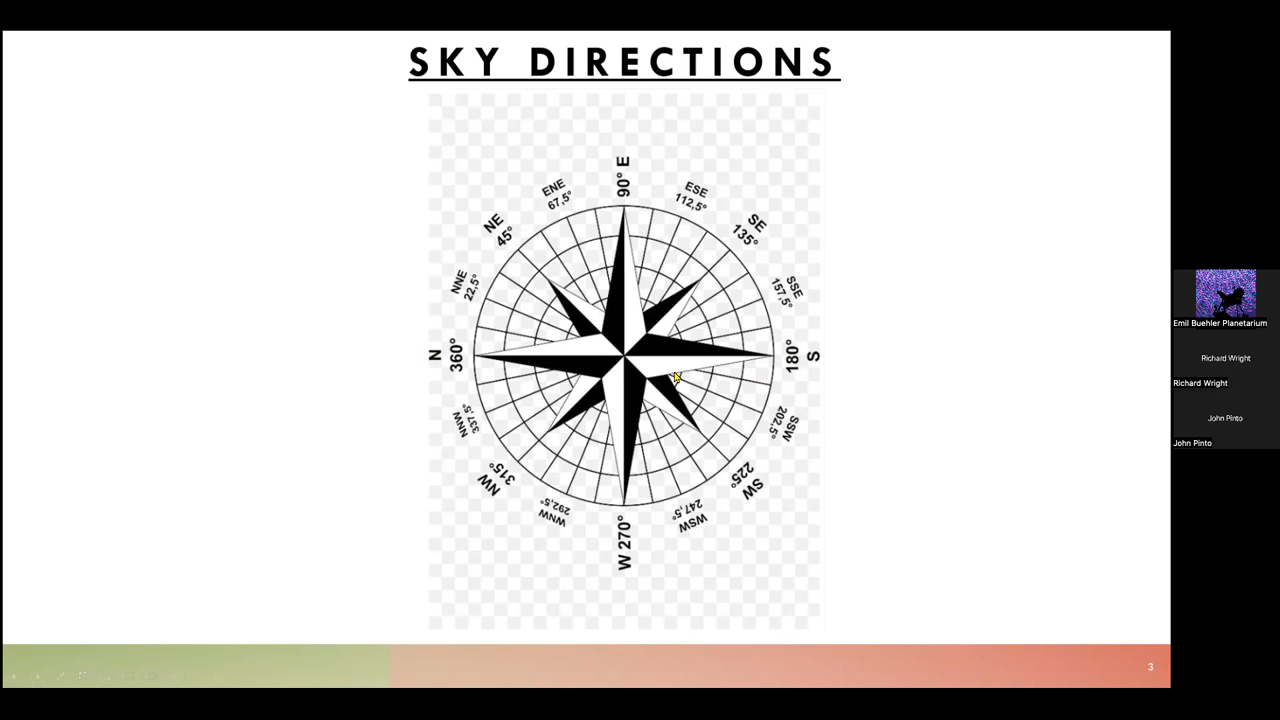 SKY DIRECTIONS
90° E
ENE
67,5°
ESE
112,5°
NE
45°
SE
135°
NNE
22,5°
SSE
157,5°
N
360°
180°
S
NNW
337,5°
SSW
202,5°
NW
315°
SW
225°
WNW
292,5°
WSW
247,5°
W 270°
3
Emil Buehler Planetarium
Richard Wright
Richard Wright
John Pinto
John Pinto